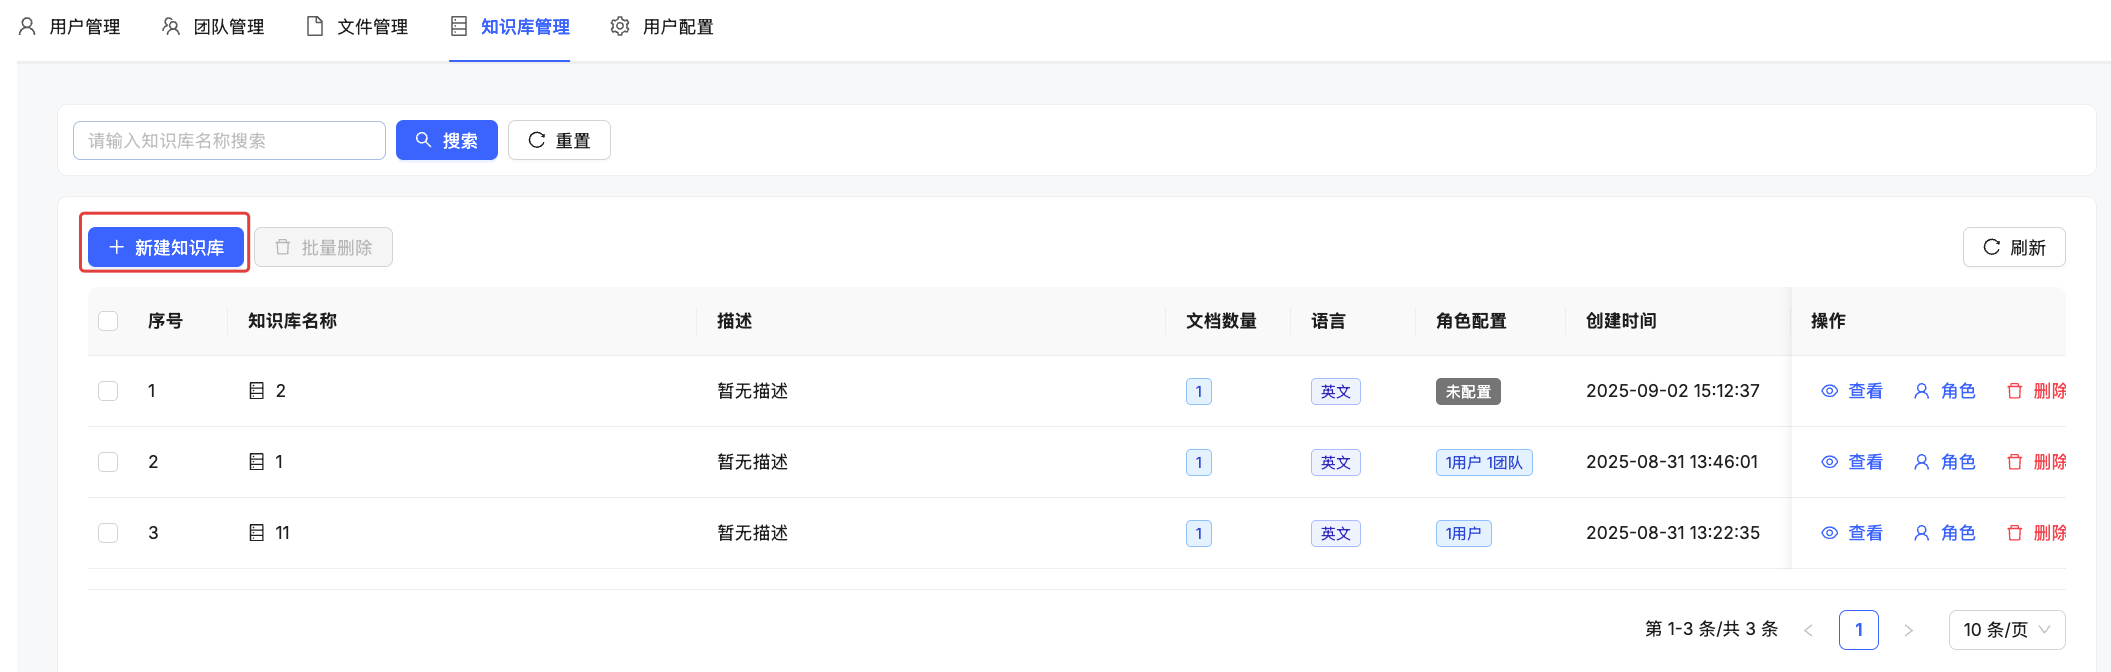 用户管理 团队管理 文件管理 知识库管理 用户配置
请输入知识库名称搜索 搜索 重置
新建知识库 批量删除 刷新
序号 知识库名称 描述 文档数量 语言 角色配置 创建时间 操作
1 2 暂无描述 1 英文 未配置 2025-09-02 15:12:37 查看 角色 删除
2 1 暂无描述 1 英文 1用户 1团队 2025-08-31 13:46:01 查看 角色 删除
3 11 暂无描述 1 英文 1用户 2025-08-31 13:22:35 查看 角色 删除
第 1-3 条/共 3 条 < 1 > 10 条/页